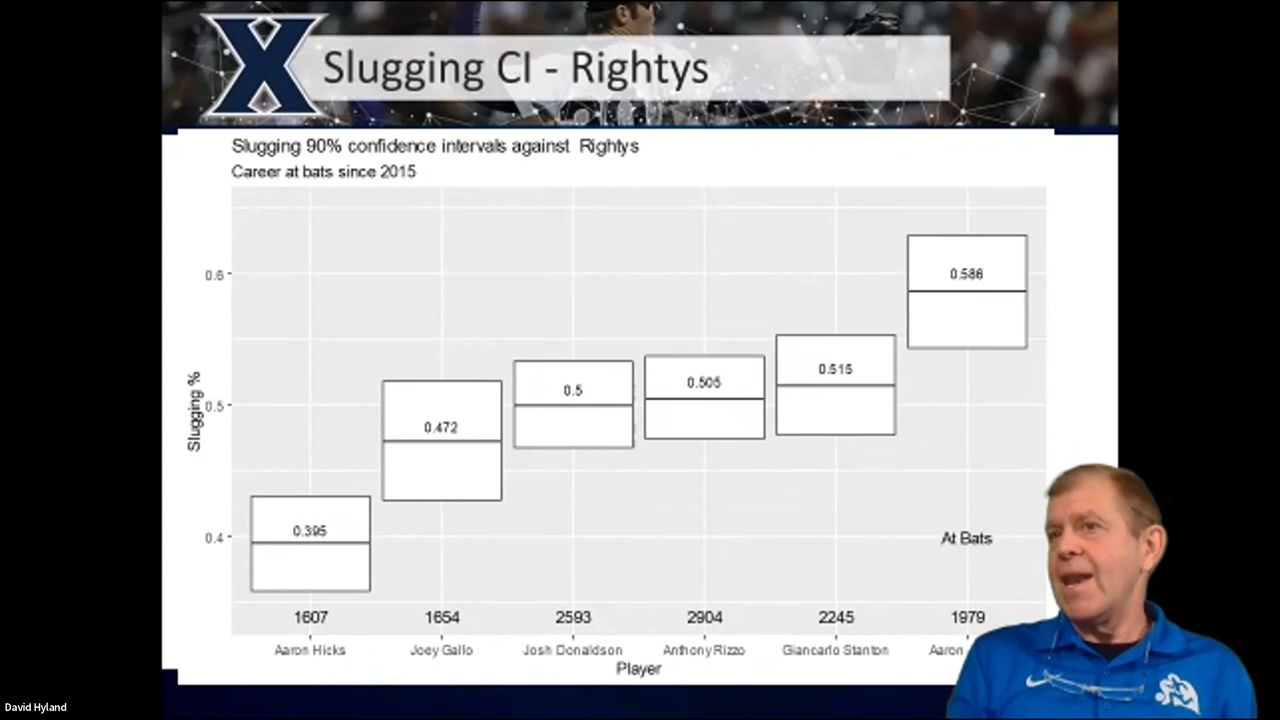 X Slugging CI - Rightys
Slugging 90% confidence intervals against Rightys
Career at bats since 2015
Slugging %
0.6
0.5
0.4
0.395
0.472
0.5
0.505
0.515
0.586
At Bats
1607 1654 2593 2904 2245 1979
Aaron Hicks Joey Gallo Josh Donaldson Anthony Rizzo Giancarlo Stanton Aaron
Player
David Hyland